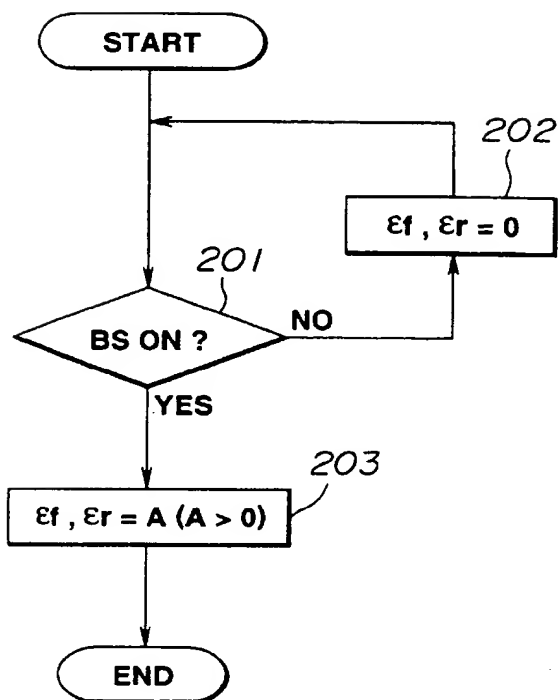 START
202
εf , εr = 0
201
BS ON ?
NO
YES
203
εf , εr = A (A > 0)
END